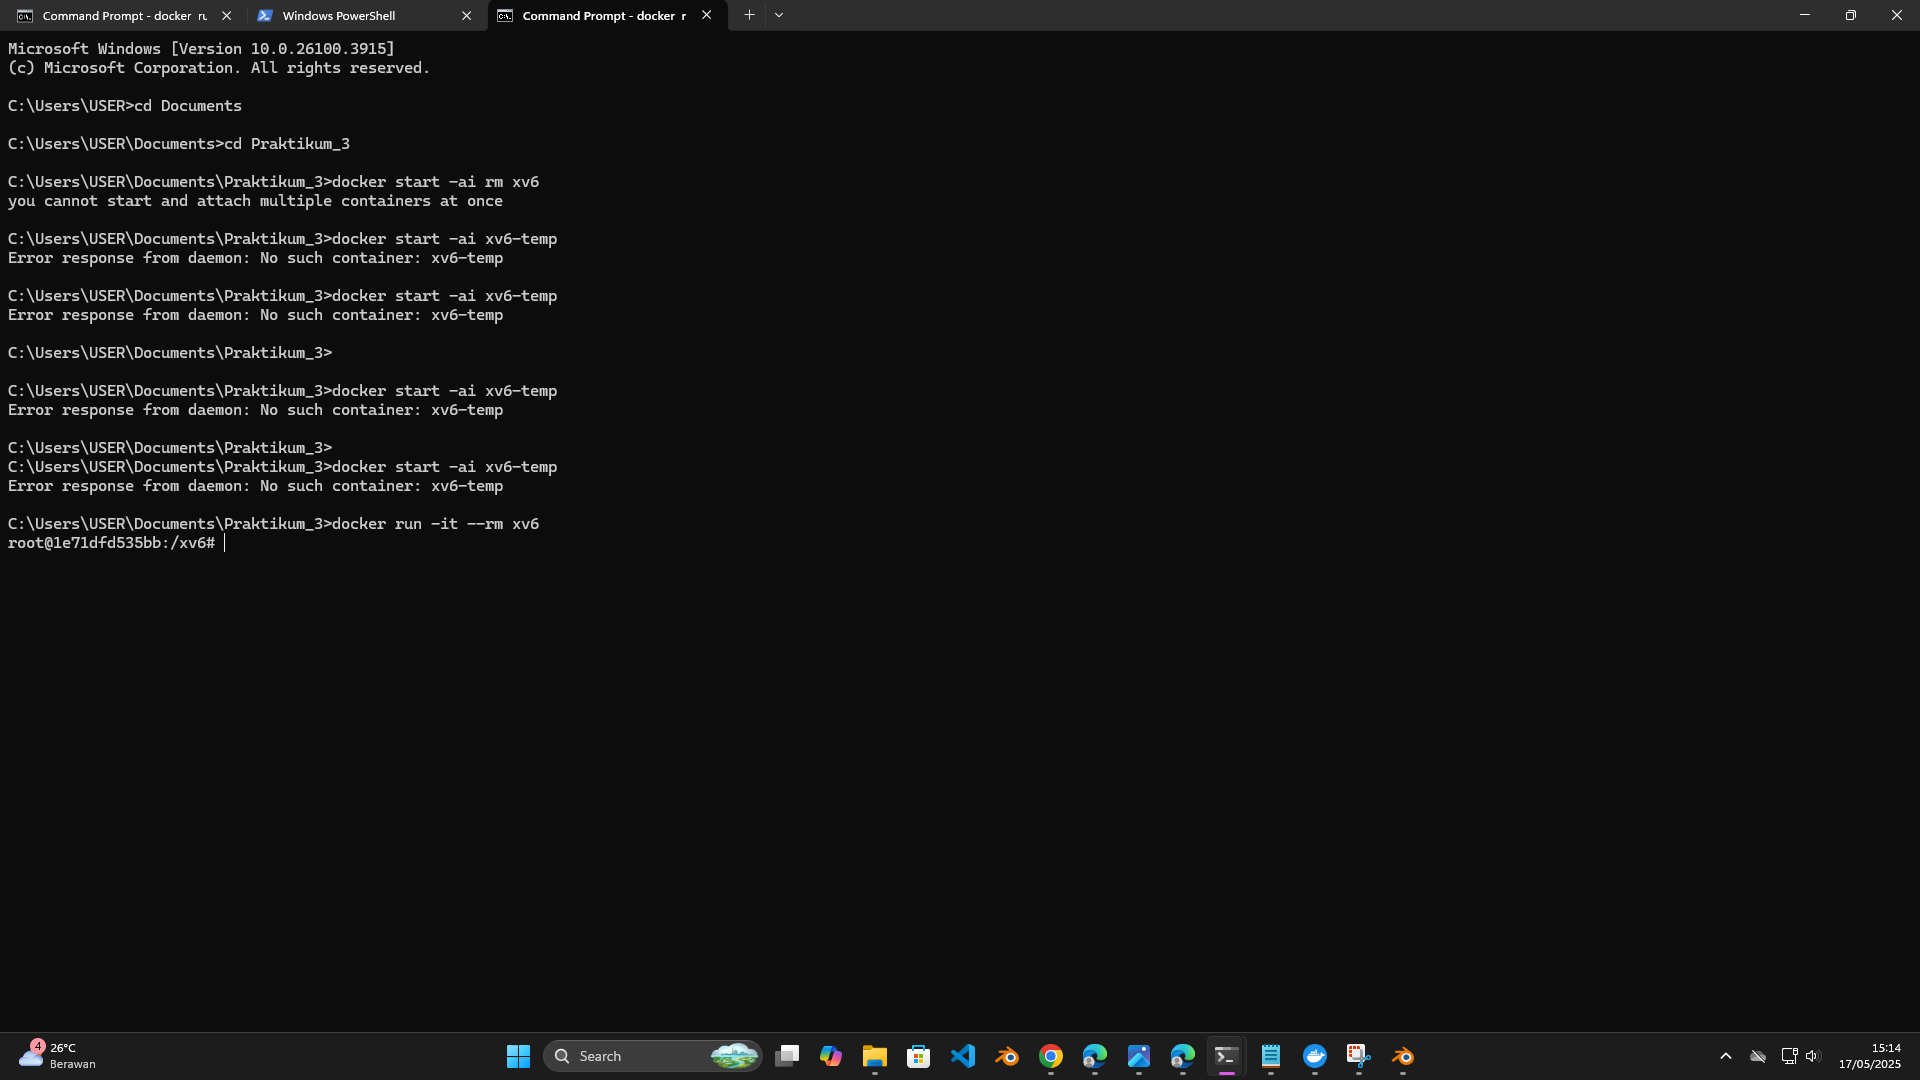 Command Prompt - docker ru
Windows PowerShell
Command Prompt - docker r
Microsoft Windows [Version 10.0.26100.3915]
(c) Microsoft Corporation. All rights reserved.
C:\Users\USER>cd Documents
C:\Users\USER\Documents>cd Praktikum_3
C:\Users\USER\Documents\Praktikum_3>docker start -ai rm xv6
you cannot start and attach multiple containers at once
C:\Users\USER\Documents\Praktikum_3>docker start -ai xv6-temp
Error response from daemon: No such container: xv6-temp
C:\Users\USER\Documents\Praktikum_3>docker start -ai xv6-temp
Error response from daemon: No such container: xv6-temp
C:\Users\USER\Documents\Praktikum_3>
C:\Users\USER\Documents\Praktikum_3>docker start -ai xv6-temp
Error response from daemon: No such container: xv6-temp
C:\Users\USER\Documents\Praktikum_3>
C:\Users\USER\Documents\Praktikum_3>docker start -ai xv6-temp
Error response from daemon: No such container: xv6-temp
C:\Users\USER\Documents\Praktikum_3>docker run -it --rm xv6
root@1e71dfd535bb:/xv6#
4
26°C
Berawan
Search
15:14
17/05/2025